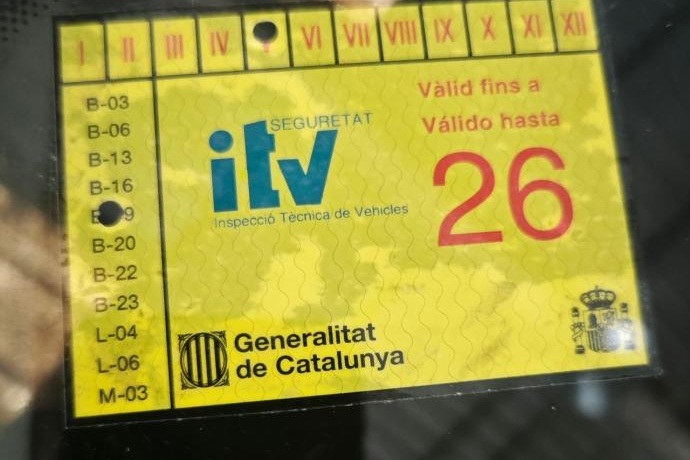 I II III IV VI VII VIII IX X XI XII
B-03
B-06
B-13
B-16
B-20
B-22
B-23
L-04
L-06
M-03
SEGURETAT
itv
Inspecció Tècnica de Vehicles
Vàlid fins a
Válido hasta
26
Generalitat
de Catalunya